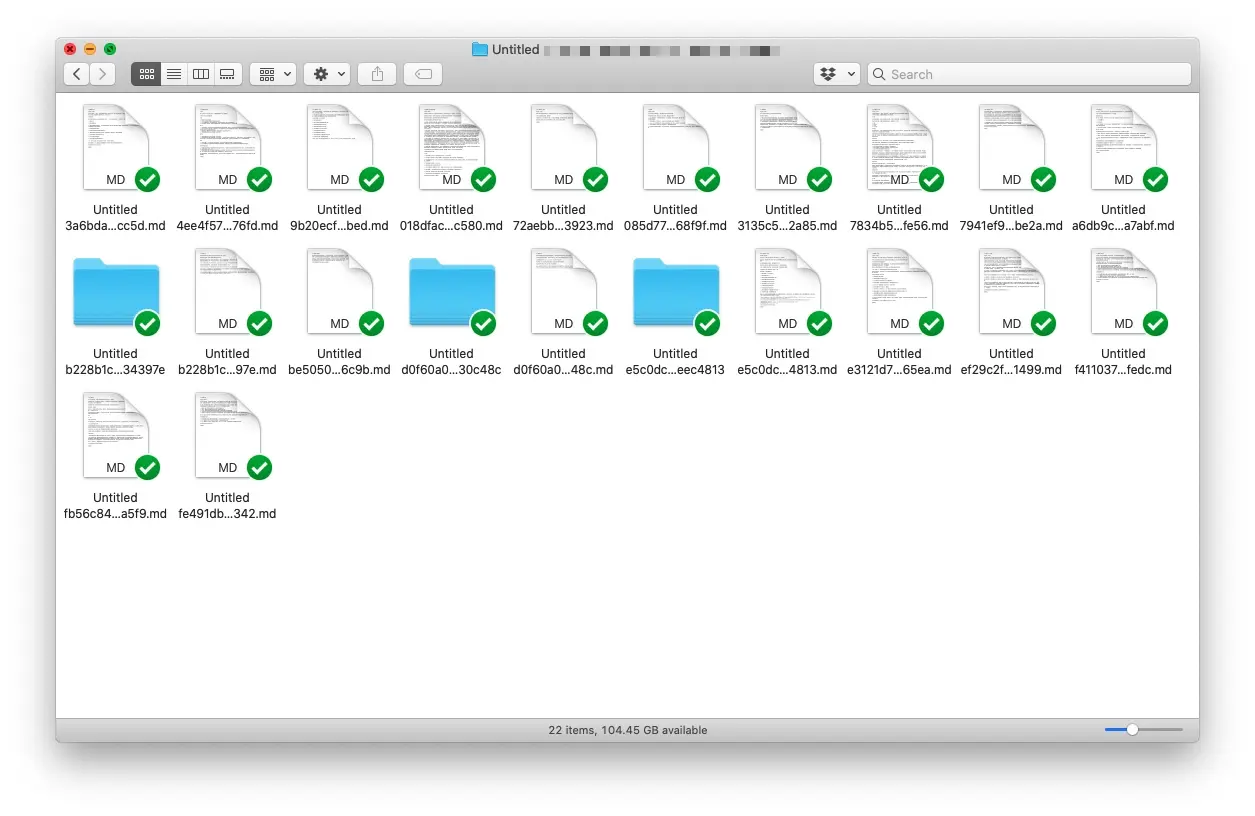 Untitled
Search
MD MD MD MD MD MD MD MD MD MD
Untitled Untitled Untitled Untitled Untitled Untitled Untitled Untitled Untitled Untitled
3a6bda...cc5d.md 4ee4f57...76fd.md 9b20ecf...bed.md 018dfac...c580.md 72aebb...3923.md 085d77...68f9f.md 3135c5...2a85.md 7834b5...fe56.md 7941ef9...be2a.md a6db9c...a7abf.md
MD MD MD MD MD MD MD
Untitled Untitled Untitled Untitled Untitled Untitled Untitled Untitled Untitled Untitled
b228b1c...34397e b228b1c...97e.md be5050...6c9b.md d0f60a0...30c48c d0f60a0...48c.md e5c0dc...eec4813 e5c0dc...4813.md e3121d7...65ea.md ef29c2f...1499.md f411037...fedc.md
MD MD
Untitled Untitled
fb56c84...a5f9.md fe491db...342.md
22 items, 104.45 GB available